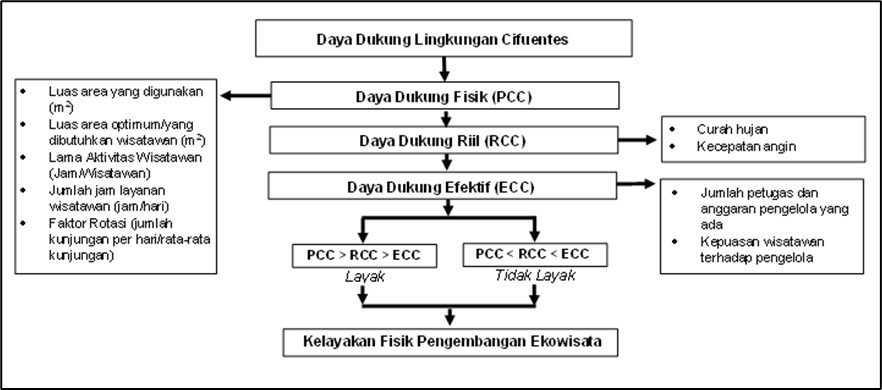 Daya Dukung Lingkungan Cifuentes
• Luas area yang digunakan
(m²)
• Luas area optimum/yang
dibutuhkan wisatawan (m²)
• Lama Aktivitas Wisatawan
(Jam/Wisatawan)
• Jumlah jam layanan
wisatawan (jam/hari)
• Faktor Rotasi (jumlah
kunjungan per hari/rata-rata
kunjungan)
Daya Dukung Fisik (PCC)
Daya Dukung Riil (RCC)
• Curah hujan
• Kecepatan angin
Daya Dukung Efektif (ECC)
• Jumlah petugas dan
anggaran pengelola yang
ada
• Kepuasan wisatawan
terhadap pengelola
PCC > RCC > ECC
Layak
PCC < RCC < ECC
Tidak Layak
Kelayakan Fisik Pengembangan Ekowisata